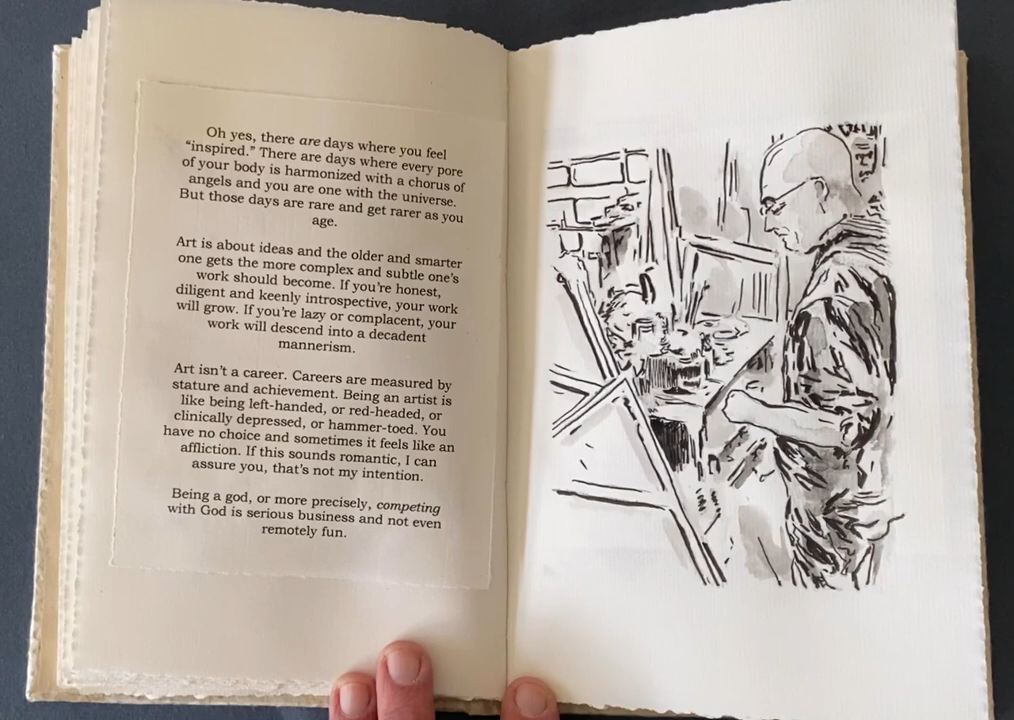 Oh yes, there are days where you feel
“inspired.” There are days where every pore
of your body is harmonized with a chorus of
angels and you are one with the universe.
But those days are rare and get rarer as you
age.
Art is about ideas and the older and smarter
one gets the more complex and subtle one’s
work should become. If you’re honest,
diligent and keenly introspective, your work
will grow. If you’re lazy or complacent, your
work will descend into a decadent
mannerism.
Art isn’t a career. Careers are measured by
stature and achievement. Being an artist is
like being left-handed, or red-headed, or
clinically depressed, or hammer-toed. You
have no choice and sometimes it feels like an
affliction. If this sounds romantic, I can
assure you, that’s not my intention.
Being a god, or more precisely, competing
with God is serious business and not even
remotely fun.